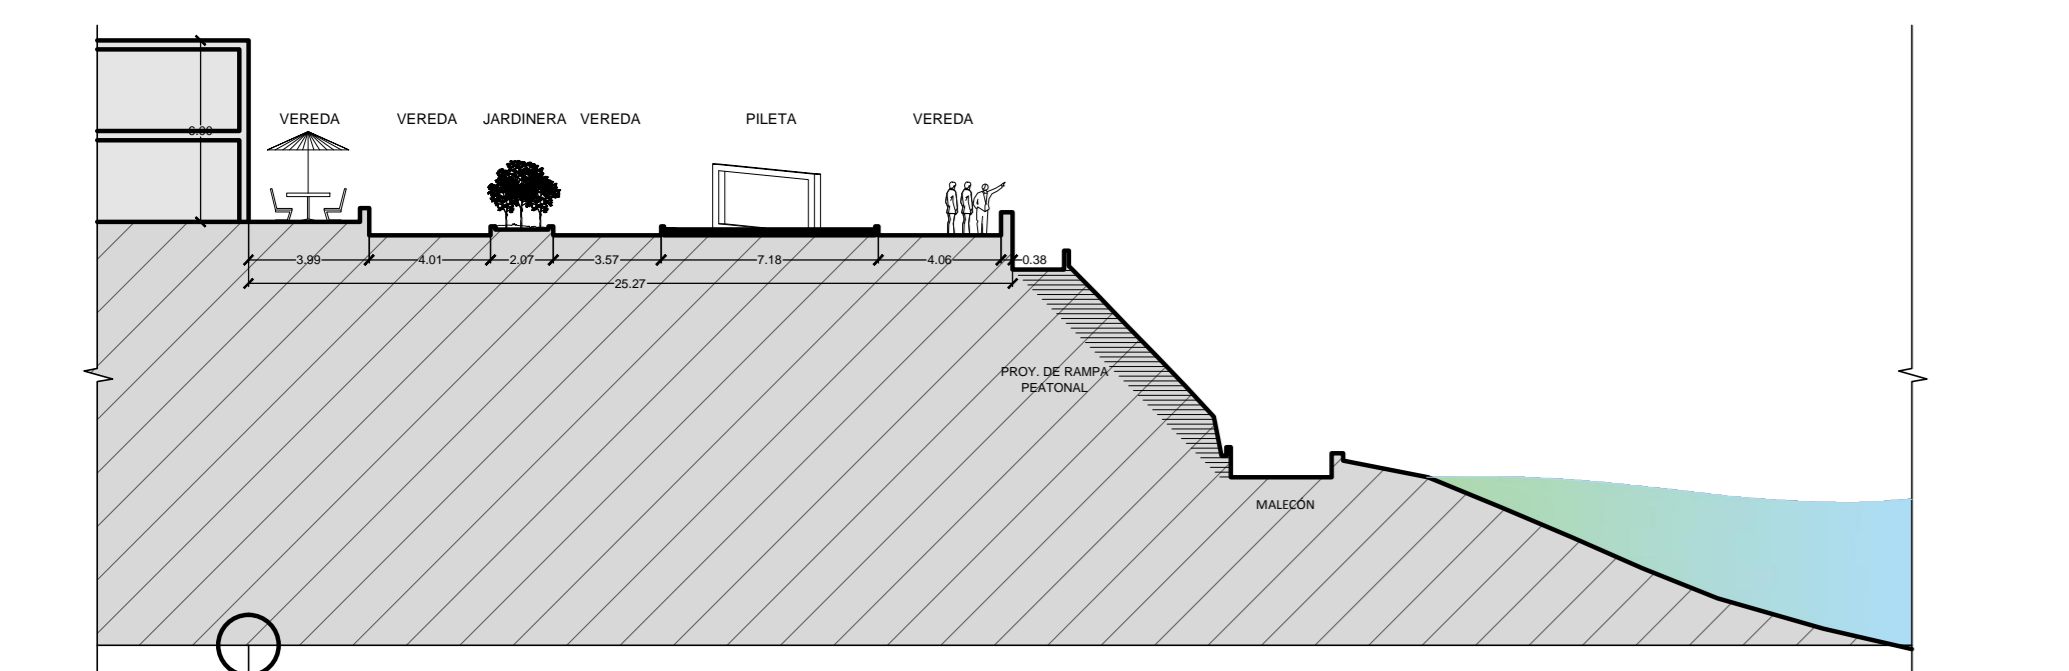 VEREDA VEREDA JARDINERA VEREDA PILETA VEREDA
3.99 4.01 2.07 3.57 7.18 4.06 0.38
25.27
PROY. DE RAMPA
PEATONAL
MALECÓN